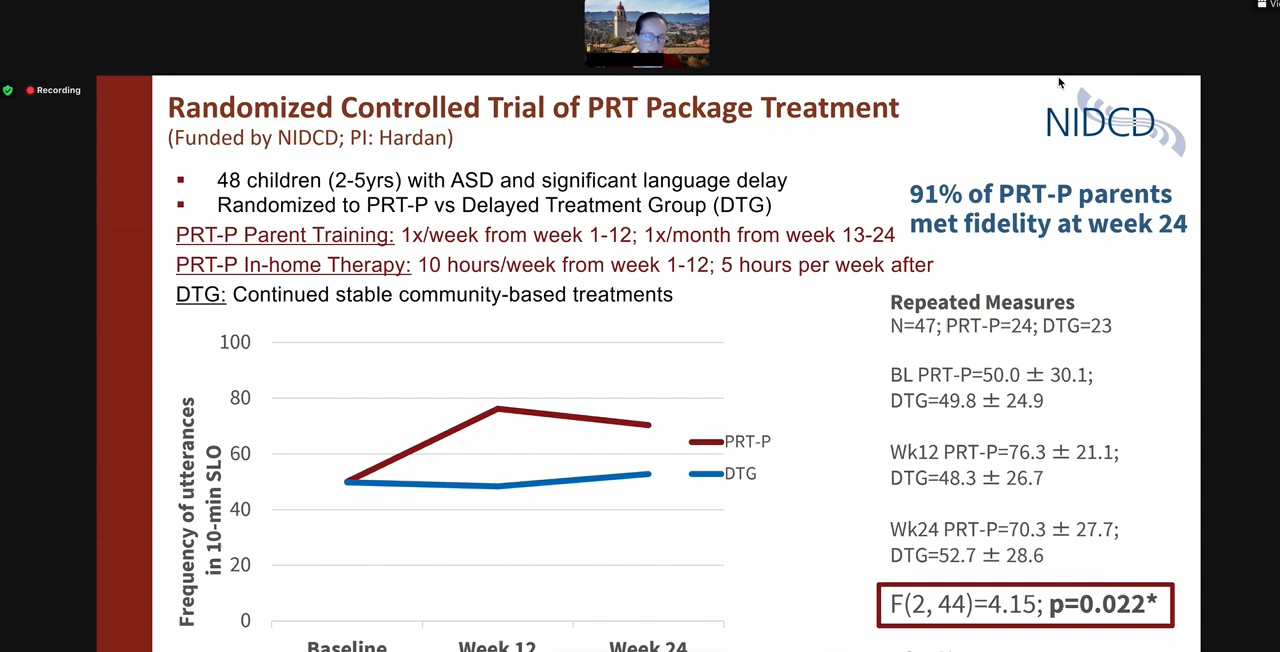 Vi
Recording
Randomized Controlled Trial of PRT Package Treatment
(Funded by NIDCD; PI: Hardan)
NIDCD
▪ 48 children (2-5yrs) with ASD and significant language delay
▪ Randomized to PRT-P vs Delayed Treatment Group (DTG)
PRT-P Parent Training: 1x/week from week 1-12; 1x/month from week 13-24
PRT-P In-home Therapy: 10 hours/week from week 1-12; 5 hours per week after
DTG: Continued stable community-based treatments
91% of PRT-P parents
met fidelity at week 24
Frequency of utterances
in 10-min SLO
100
80
60
40
20
0
Baseline Week 12 Week 24
PRT-P
DTG
Repeated Measures
N=47; PRT-P=24; DTG=23
BL PRT-P=50.0 ± 30.1;
DTG=49.8 ± 24.9
Wk12 PRT-P=76.3 ± 21.1;
DTG=48.3 ± 26.7
Wk24 PRT-P=70.3 ± 27.7;
DTG=52.7 ± 28.6
F(2, 44)=4.15; p=0.022*